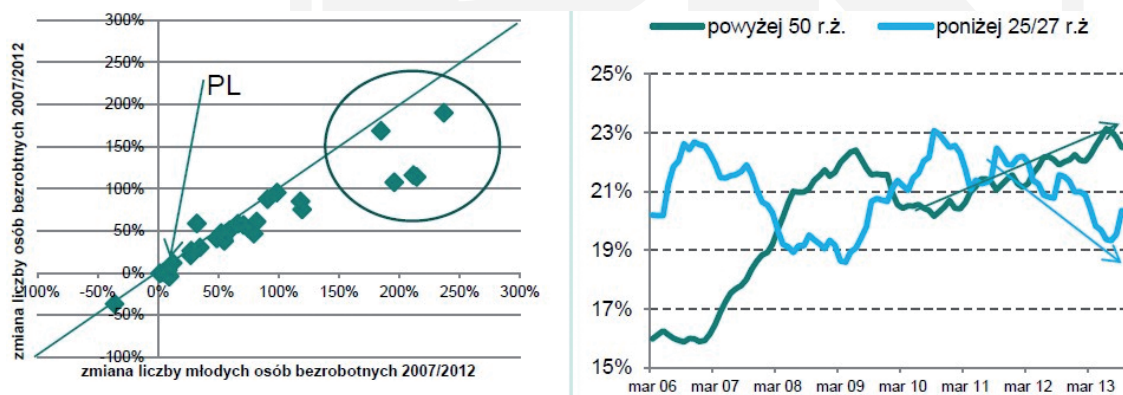 zmiana liczby osób bezrobotnych 2007/2012
300%
250%
200%
150%
100%
50%
0%
-50%
-100%
PL
-100%
-50%
0%
50%
100%
150%
200%
250%
300%
zmiana liczby młodych osób bezrobotnych 2007/2012
powyżej 50 r.ż.
poniżej 25/27 r.ż
25%
23%
21%
19%
17%
15%
mar 06
mar 07
mar 08
mar 09
mar 10
mar 11
mar 12
mar 13